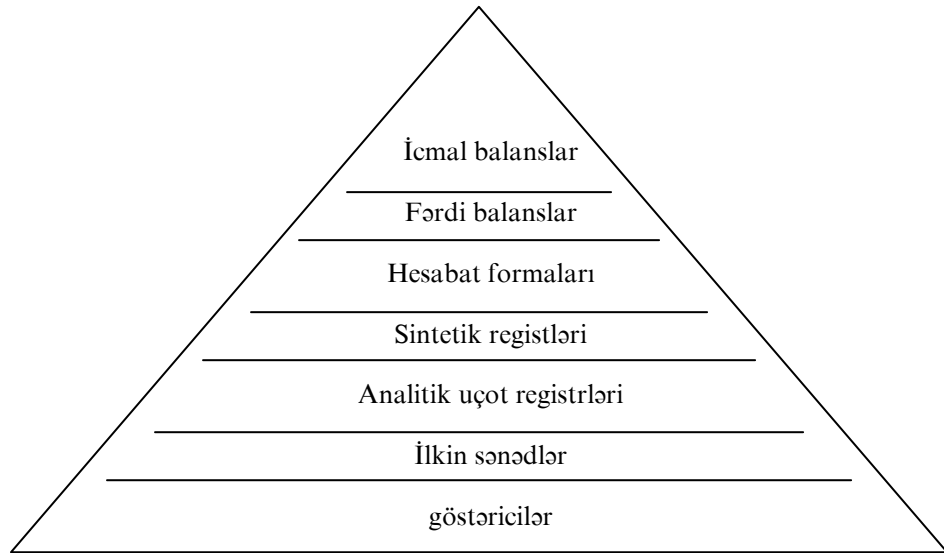 İcmal balanslar
Fərdi balanslar
Hesabat formaları
Sintetik registləri
Analitik uçot registrləri
İlkin sənədlər
göstəricilər